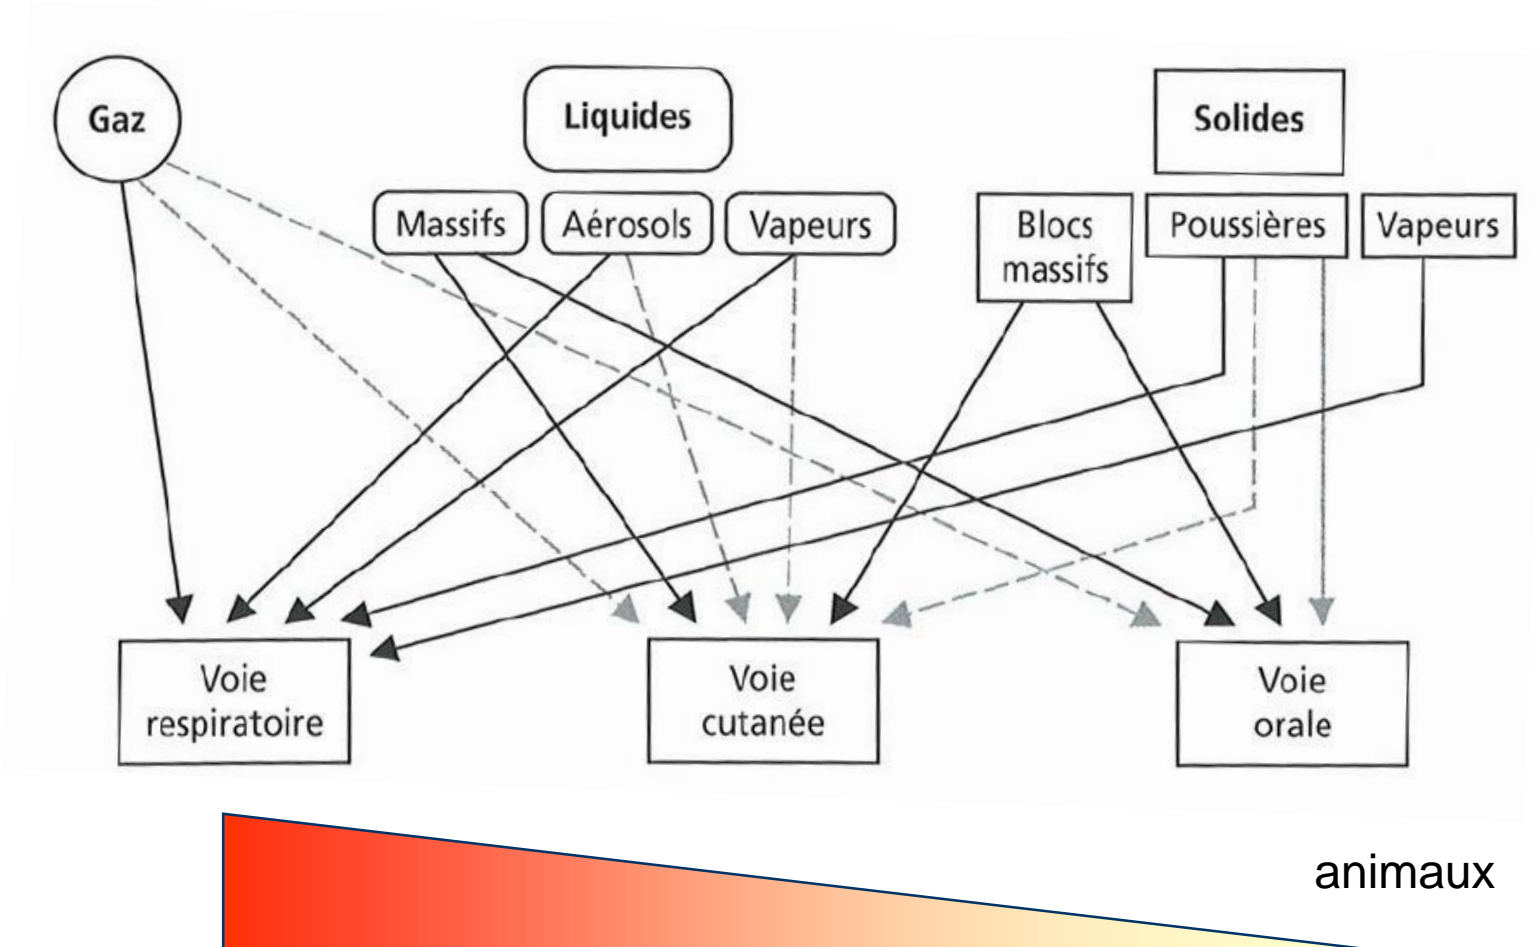 Gaz
Liquides
Solides
Massifs
Aérosols
Vapeurs
Blocs
massifs
Poussières
Vapeurs
Voie
respiratoire
Voie
cutanée
Voie
orale
animaux